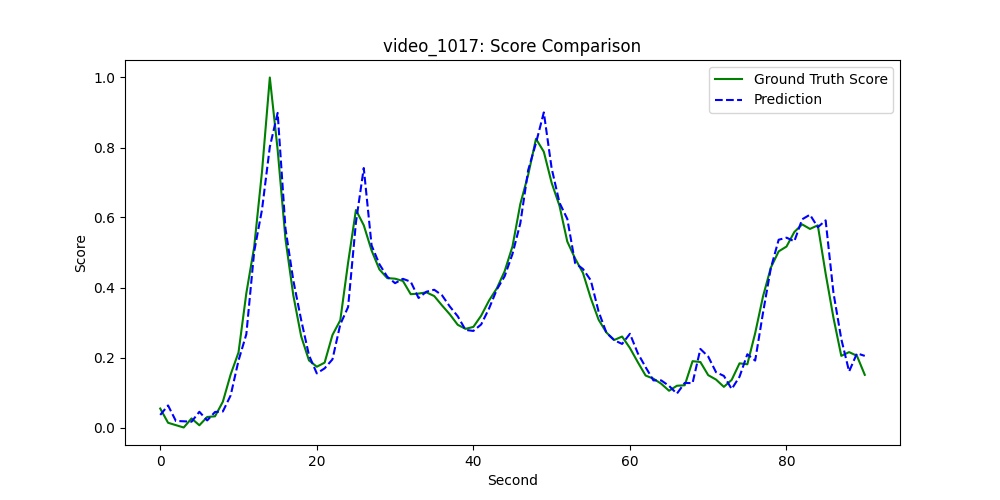 video_1017: Score Comparison
Ground Truth Score
Prediction
1.0
0.8
0.6
0.4
0.2
0.0
Score
0 20 40 60 80
Second